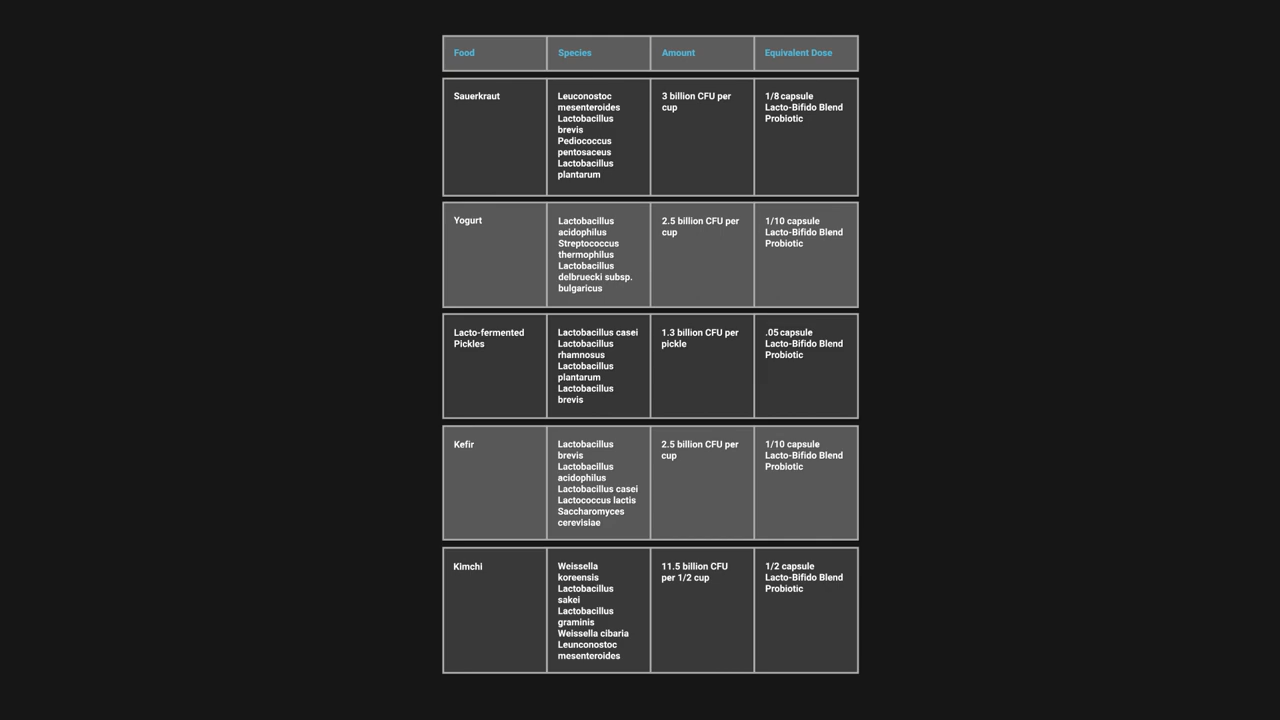 Food
Species
Amount
Equivalent Dose
Sauerkraut
Leuconostoc
mesenteroides
Lactobacillus
brevis
Pediococcus
pentosaceus
Lactobacillus
plantarum
3 billion CFU per
cup
1/8 capsule
Lacto-Bifido Blend
Probiotic
Yogurt
Lactobacillus
acidophilus
Streptococcus
thermophilus
Lactobacillus
delbruecki subsp.
bulgaricus
2.5 billion CFU per
cup
1/10 capsule
Lacto-Bifido Blend
Probiotic
Lacto-fermented
Pickles
Lactobacillus casei
Lactobacillus
rhamnosus
Lactobacillus
plantarum
Lactobacillus
brevis
1.3 billion CFU per
pickle
.05 capsule
Lacto-Bifido Blend
Probiotic
Kefir
Lactobacillus
brevis
Lactobacillus
acidophilus
Lactobacillus casei
Lactococcus lactis
Saccharomyces
cerevisiae
2.5 billion CFU per
cup
1/10 capsule
Lacto-Bifido Blend
Probiotic
Kimchi
Weissella
koreensis
Lactobacillus
sakei
Lactobacillus
graminis
Weissella cibaria
Leunconostoc
mesenteroides
11.5 billion CFU
per 1/2 cup
1/2 capsule
Lacto-Bifido Blend
Probiotic